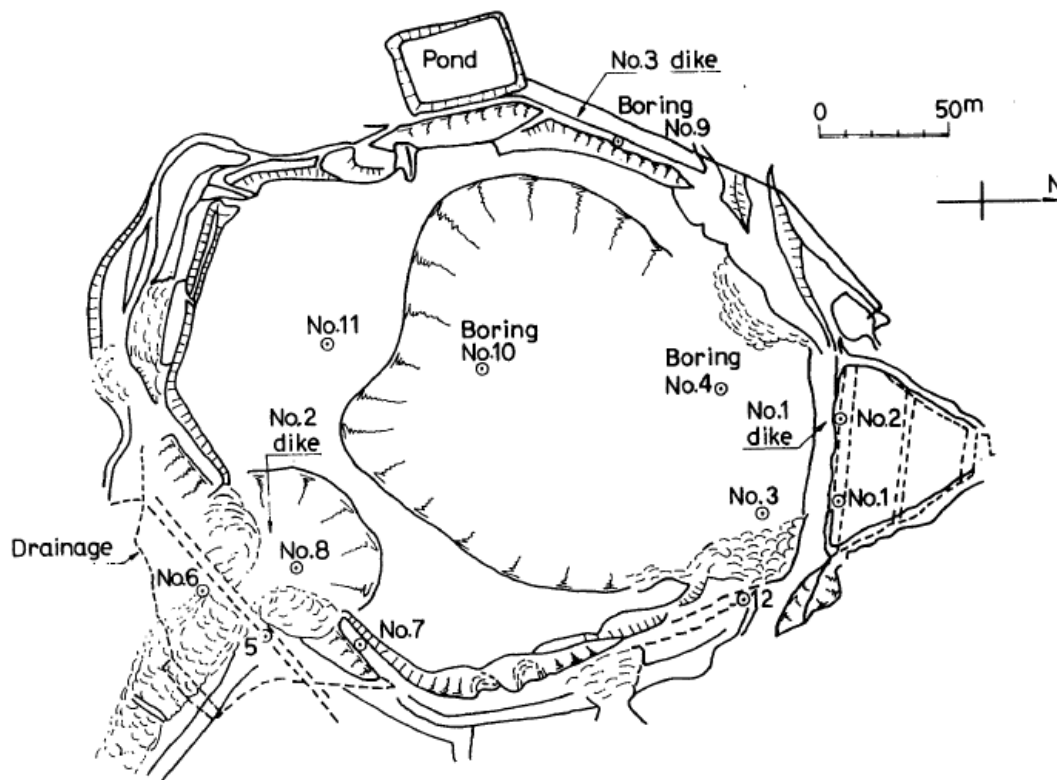 Pond
No.3 dike
Boring
No.9
0 50m
N
No.11
Boring
No.10
Boring
No.4
No.1
dike
No.2
No.2
dike
No.3
No.1
Drainage
No.8
No.6
12
5
No.7